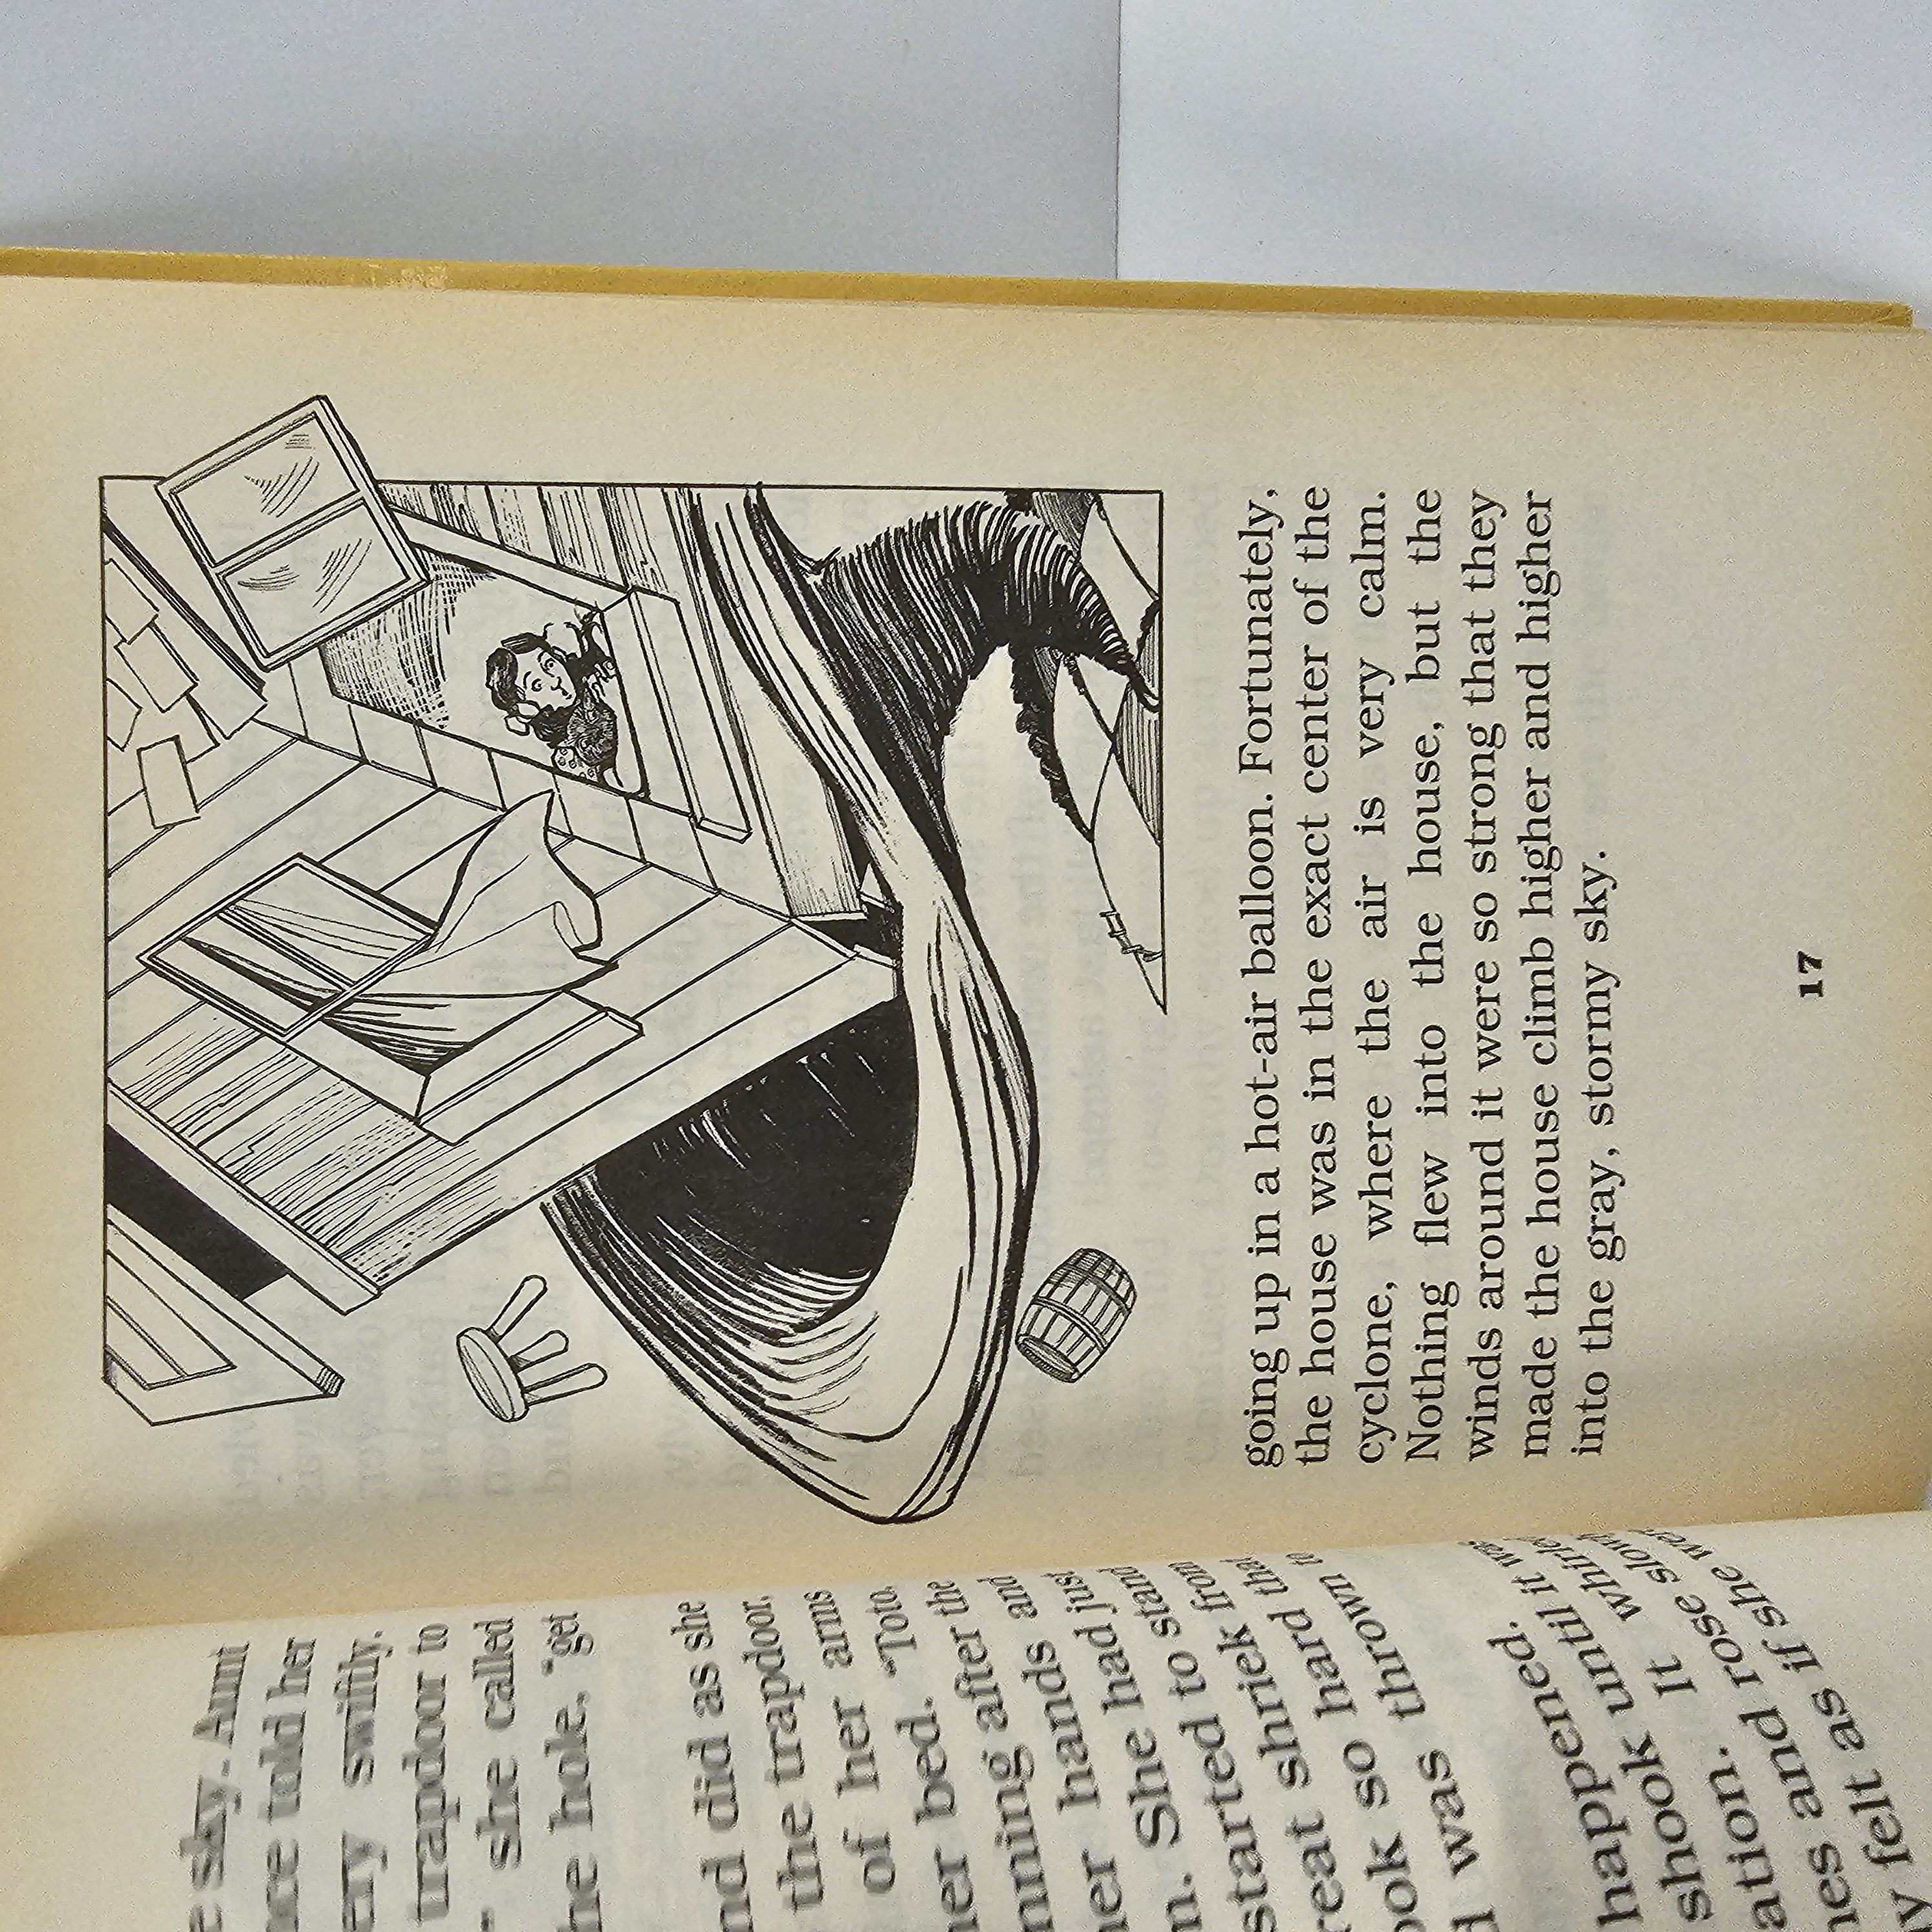 e sky. Aunt
nce told her
ery swiftly.
trapdoor to
" she called
he hole, "get
nd did as she
the trapdoor,
of her arms
her bed. "Toto,
nning after the
her hands and
n. She had just
started to stand
reat shriek from
ook so hard that
d was thrown to
happened.
shook until it was
ation. It whirled
hes and rose slowly
y felt as if she were
going up in a hot-air balloon. Fortunately,
the house was in the exact center of the
cyclone, where the air is very calm.
Nothing flew into the house, but the
winds around it were so strong that they
made the house climb higher and higher
into the gray, stormy sky.
17